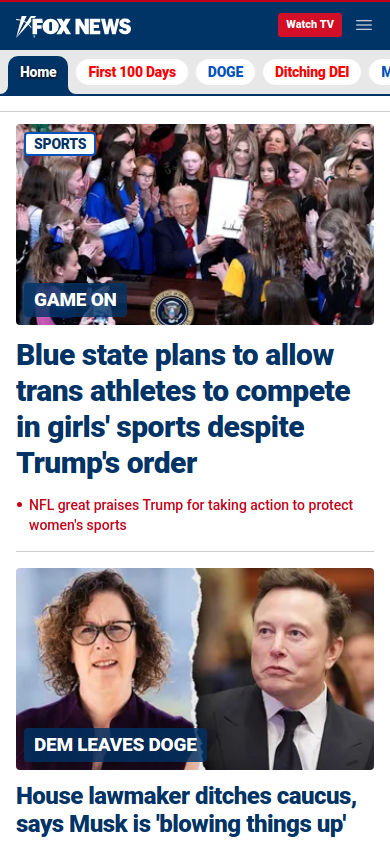 FOX NEWS
Watch TV
Home
First 100 Days
DOGE
Ditching DEI
SPORTS
GAME ON
Blue state plans to allow
trans athletes to compete
in girls' sports despite
Trump's order
• NFL great praises Trump for taking action to protect
women's sports
DEM LEAVES DOGE
House lawmaker ditches caucus,
says Musk is 'blowing things up'